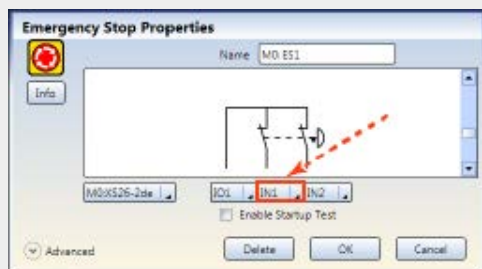 Emergency Stop Properties
Name M0:ES1
Info
M0:XS26-2de IO1 IN1 IN2
Enable Startup Test
Advanced Delete OK Cancel